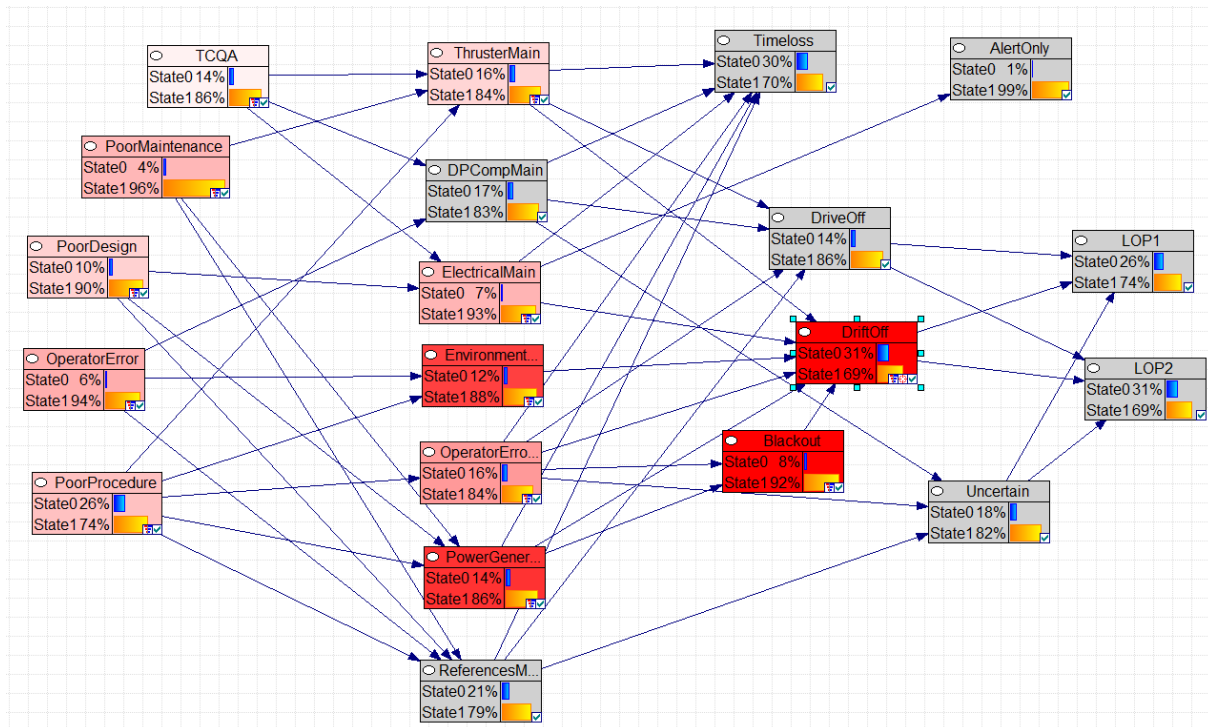 TCQA
State0 14%
State1 86%
PoorMaintenance
State0 4%
State1 96%
PoorDesign
State0 10%
State1 90%
OperatorError
State0 6%
State1 94%
PoorProcedure
State0 26%
State1 74%
ThrusterMain
State0 16%
State1 84%
DPCompMain
State0 17%
State1 83%
ElectricalMain
State0 7%
State1 93%
Environment...
State0 12%
State1 88%
OperatorErro...
State0 16%
State1 84%
PowerGener...
State0 14%
State1 86%
ReferencesM...
State0 21%
State1 79%
Timeloss
State0 30%
State1 70%
DriveOff
State0 14%
State1 86%
DriftOff
State0 31%
State1 69%
Blackout
State0 8%
State1 92%
AlertOnly
State0 1%
State1 99%
Uncertain
State0 18%
State1 82%
LOP1
State0 26%
State1 74%
LOP2
State0 31%
State1 69%